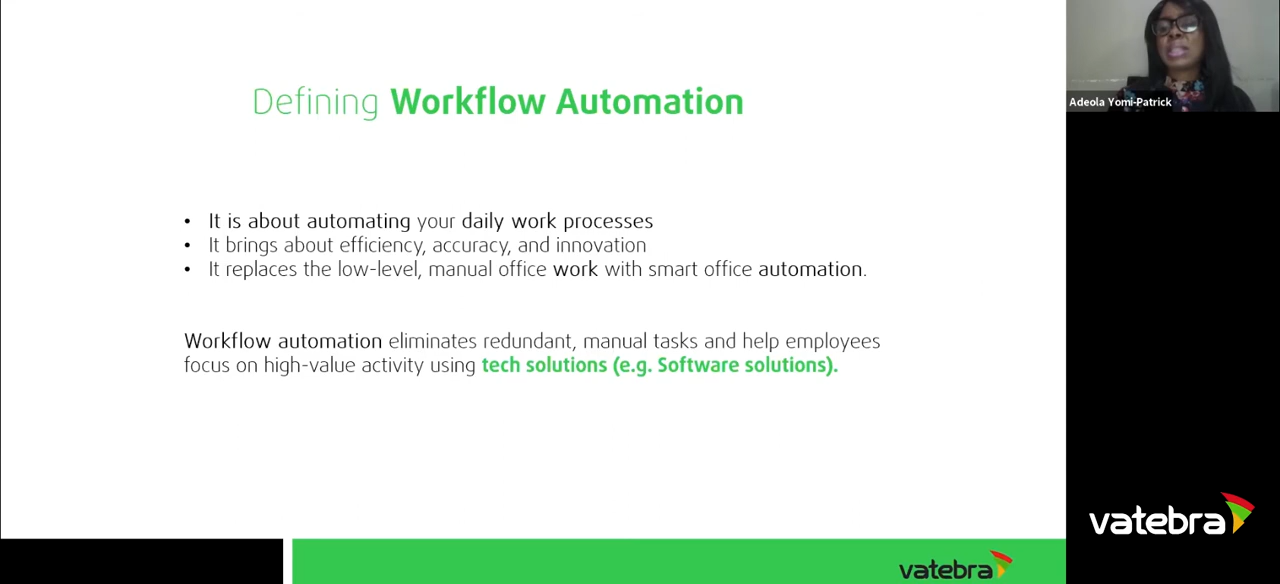 Defining Workflow Automation
• It is about automating your daily work processes
• It brings about efficiency, accuracy, and innovation
• It replaces the low-level, manual office work with smart office automation.
Workflow automation eliminates redundant, manual tasks and help employees
focus on high-value activity using tech solutions (e.g. Software solutions).
vatebra
Adeola Yomi-Patrick
vatebra